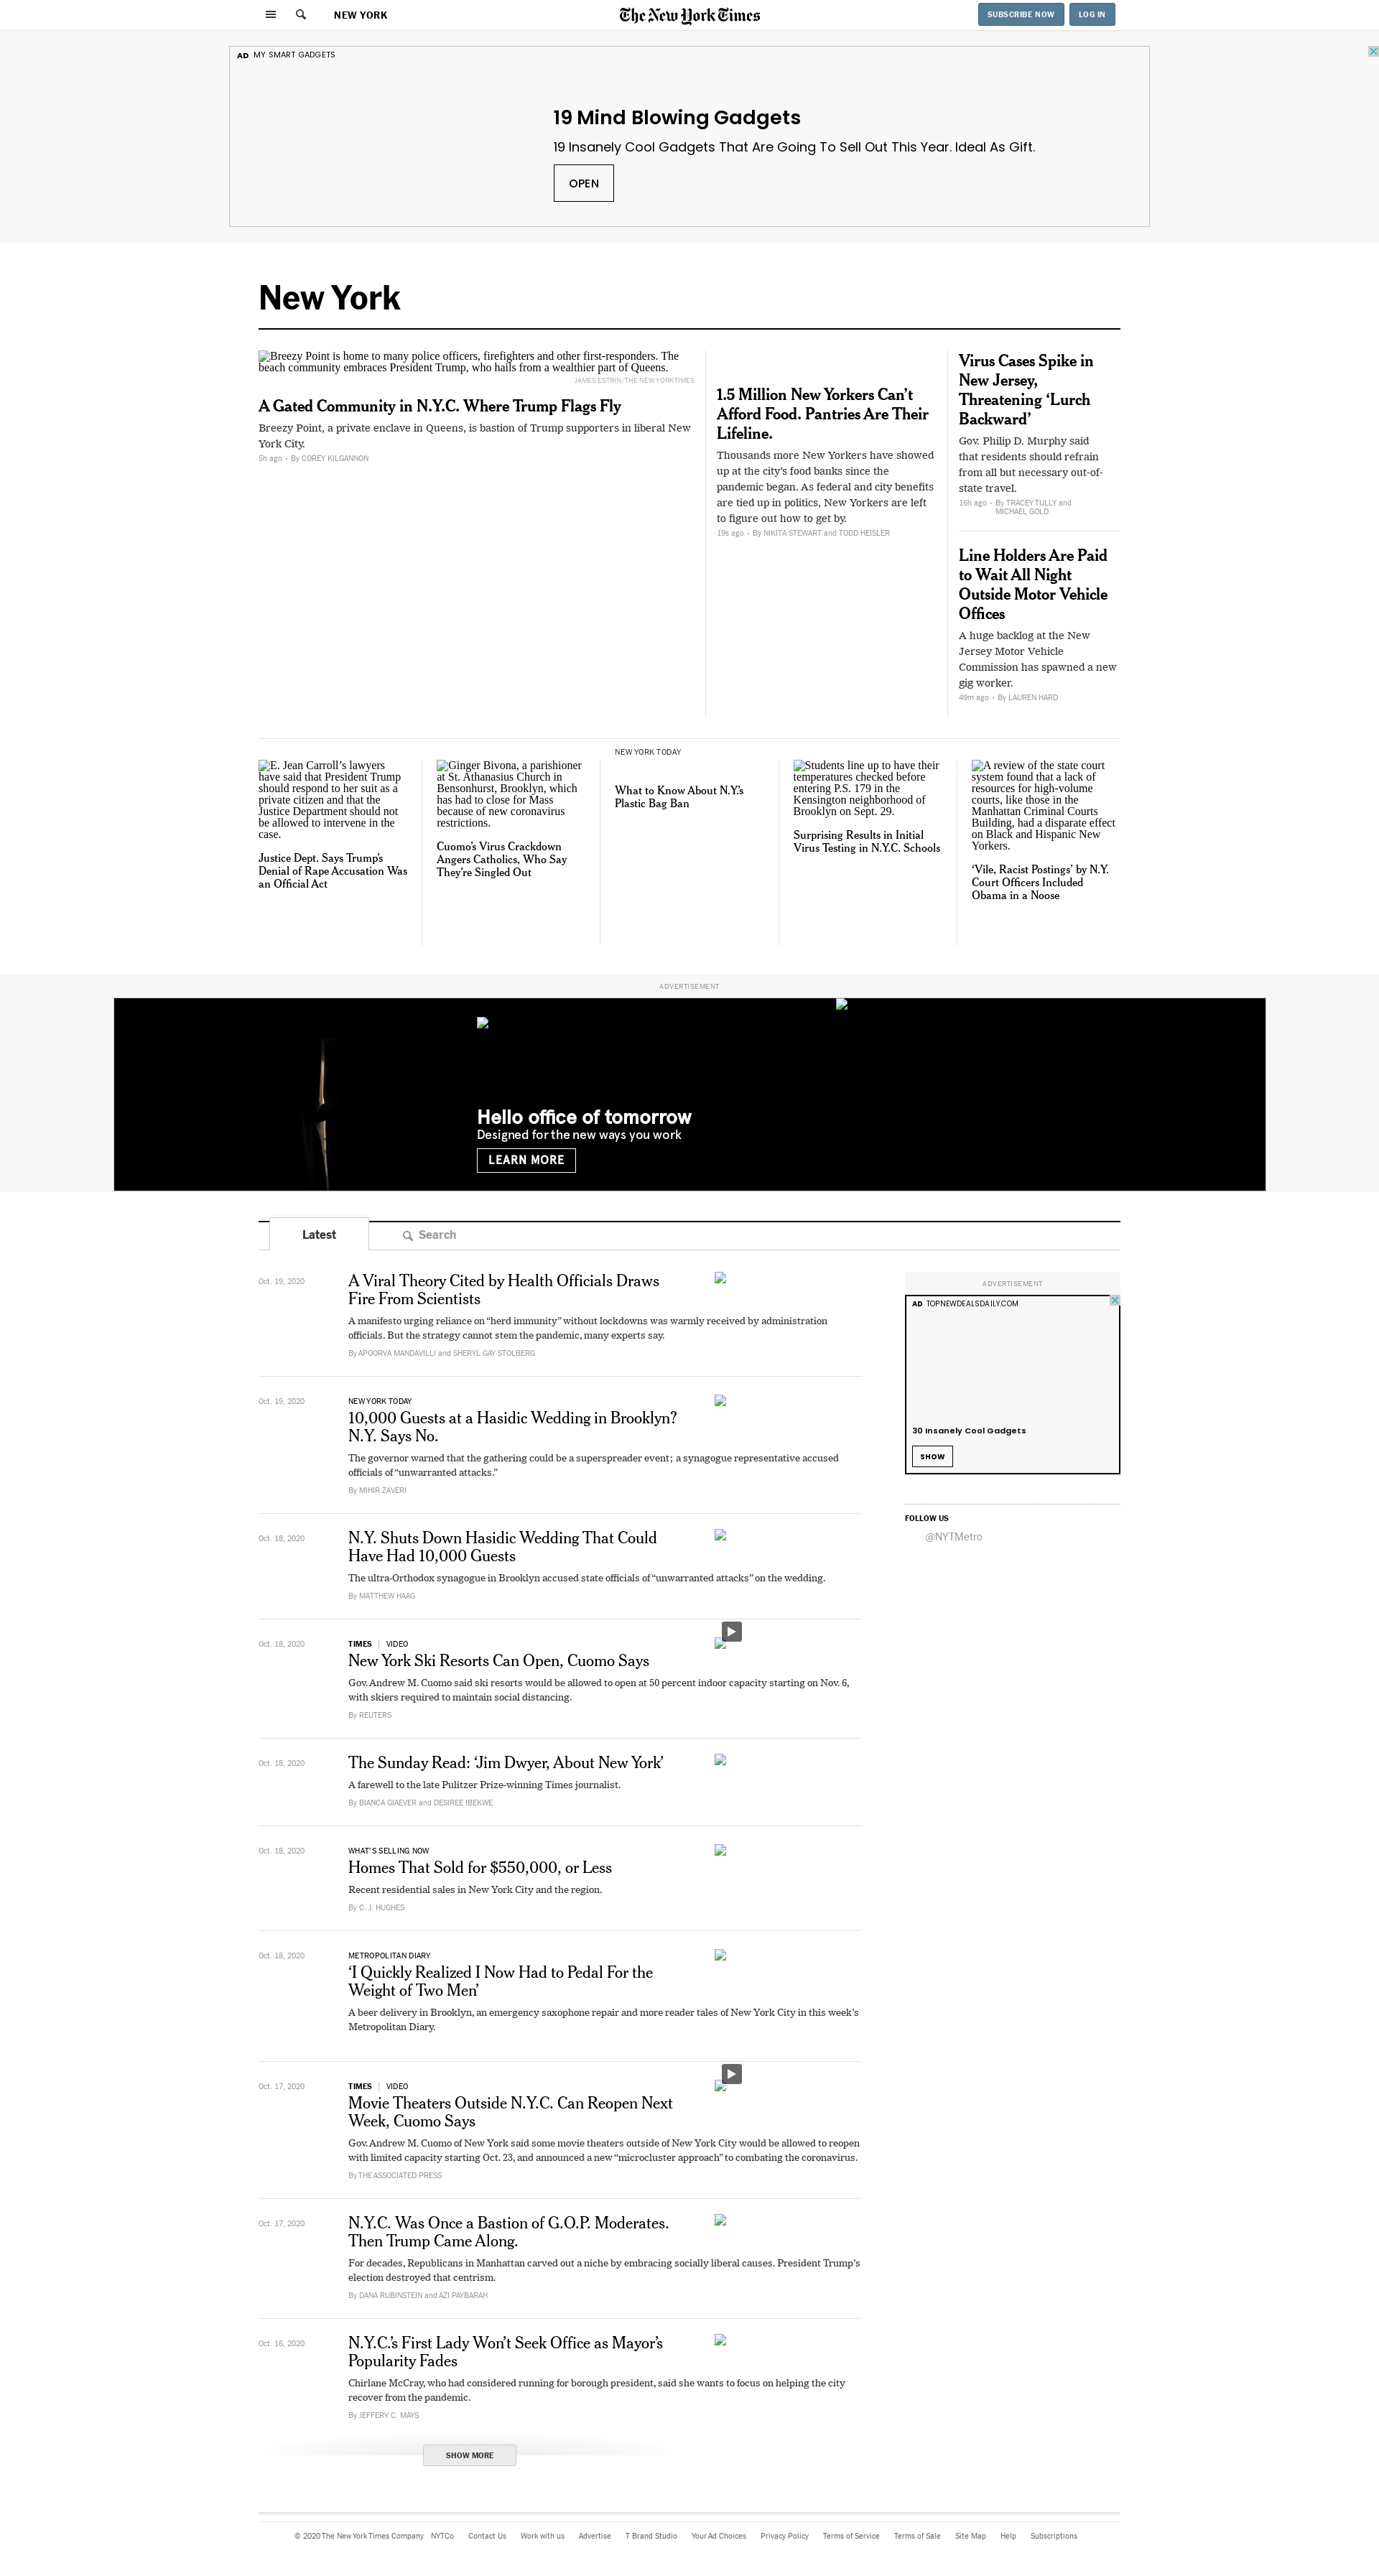 NEW YORK
The New York Times
SUBSCRIBE NOW
LOG IN
AD MY SMART GADGETS
19 Mind Blowing Gadgets
19 Insanely Cool Gadgets That Are Going To Sell Out This Year. Ideal As Gift.
OPEN
New York
Breezy Point is home to many police officers, firefighters and other first-responders. The
beach community embraces President Trump, who hails from a wealthier part of Queens.
JAMES ESTRIN/THE NEW YORK TIMES
A Gated Community in N.Y.C. Where Trump Flags Fly
Breezy Point, a private enclave in Queens, is bastion of Trump supporters in liberal New
York City.
5h ago • By COREY KILGANNON
1.5 Million New Yorkers Can’t
Afford Food. Pantries Are Their
Lifeline.
Thousands more New Yorkers have showed
up at the city’s food banks since the
pandemic began. As federal and city benefits
are tied up in politics, New Yorkers are left
to figure out how to get by.
19s ago • By NIKITA STEWART and TODD HEISLER
Virus Cases Spike in
New Jersey,
Threatening ‘Lurch
Backward’
Gov. Philip D. Murphy said
that residents should refrain
from all but necessary out-of-
state travel.
16h ago • By TRACEY TULLY and
MICHAEL GOLD
Line Holders Are Paid
to Wait All Night
Outside Motor Vehicle
Offices
A huge backlog at the New
Jersey Motor Vehicle
Commission has spawned a new
gig worker.
49m ago • By LAUREN HARD
E. Jean Carroll’s lawyers
have said that President Trump
should respond to her suit as a
private citizen and that the
Justice Department should not
be allowed to intervene in the
case.
Justice Dept. Says Trump’s
Denial of Rape Accusation Was
an Official Act
Ginger Bivona, a parishioner
at St. Athanasius Church in
Bensonhurst, Brooklyn, which
has had to close for Mass
because of new coronavirus
restrictions.
Cuomo’s Virus Crackdown
Angers Catholics, Who Say
They’re Singled Out
NEW YORK TODAY
What to Know About N.Y.’s
Plastic Bag Ban
Students line up to have their
temperatures checked before
entering P.S. 179 in the
Kensington neighborhood of
Brooklyn on Sept. 29.
Surprising Results in Initial
Virus Testing in N.Y.C. Schools
A review of the state court
system found that a lack of
resources for high-volume
courts, like those in the
Manhattan Criminal Courts
Building, had a disparate effect
on Black and Hispanic New
Yorkers.
‘Vile, Racist Postings’ by N.Y.
Court Officers Included
Obama in a Noose
ADVERTISEMENT
Hello office of tomorrow
Designed for the new ways you work
LEARN MORE
Latest
Search
Oct. 19, 2020
A Viral Theory Cited by Health Officials Draws
Fire From Scientists
A manifesto urging reliance on “herd immunity” without lockdowns was warmly received by administration
officials. But the strategy cannot stem the pandemic, many experts say.
By APOORVA MANDAVILLI and SHERYL GAY STOLBERG
Oct. 19, 2020
NEW YORK TODAY
10,000 Guests at a Hasidic Wedding in Brooklyn?
N.Y. Says No.
The governor warned that the gathering could be a superspreader event; a synagogue representative accused
officials of “unwarranted attacks.”
By MIHIR ZAVERI
Oct. 18, 2020
N.Y. Shuts Down Hasidic Wedding That Could
Have Had 10,000 Guests
The ultra-Orthodox synagogue in Brooklyn accused state officials of “unwarranted attacks” on the wedding.
By MATTHEW HAAG
Oct. 18, 2020
TIMES | VIDEO
New York Ski Resorts Can Open, Cuomo Says
Gov. Andrew M. Cuomo said ski resorts would be allowed to open at 50 percent indoor capacity starting on Nov. 6,
with skiers required to maintain social distancing.
By REUTERS
Oct. 18, 2020
The Sunday Read: ‘Jim Dwyer, About New York’
A farewell to the late Pulitzer Prize-winning Times journalist.
By BIANCA GIAEVER and DESIREE IBEKWE
Oct. 18, 2020
WHAT’S SELLING NOW
Homes That Sold for $550,000, or Less
Recent residential sales in New York City and the region.
By C. J. HUGHES
Oct. 18, 2020
METROPOLITAN DIARY
‘I Quickly Realized I Now Had to Pedal For the
Weight of Two Men’
A beer delivery in Brooklyn, an emergency saxophone repair and more reader tales of New York City in this week’s
Metropolitan Diary.
Oct. 17, 2020
TIMES | VIDEO
Movie Theaters Outside N.Y.C. Can Reopen Next
Week, Cuomo Says
Gov. Andrew M. Cuomo of New York said some movie theaters outside of New York City would be allowed to reopen
with limited capacity starting Oct. 23, and announced a new “microcluster approach” to combating the coronavirus.
By THE ASSOCIATED PRESS
Oct. 17, 2020
N.Y.C. Was Once a Bastion of G.O.P. Moderates.
Then Trump Came Along.
For decades, Republicans in Manhattan carved out a niche by embracing socially liberal causes. President Trump’s
election destroyed that centrism.
By DANA RUBINSTEIN and AZI PAYBARAH
Oct. 16, 2020
N.Y.C.’s First Lady Won’t Seek Office as Mayor’s
Popularity Fades
Chirlane McCray, who had considered running for borough president, said she wants to focus on helping the city
recover from the pandemic.
By JEFFERY C. MAYS
SHOW MORE
ADVERTISEMENT
AD TOPNEWDEALSDAILY.COM
30 Insanely Cool Gadgets
SHOW
FOLLOW US
@NYTMetro
© 2020 The New York Times Company NYTCo Contact Us Work with us Advertise T Brand Studio Your Ad Choices Privacy Policy Terms of Service Terms of Sale Site Map Help Subscriptions